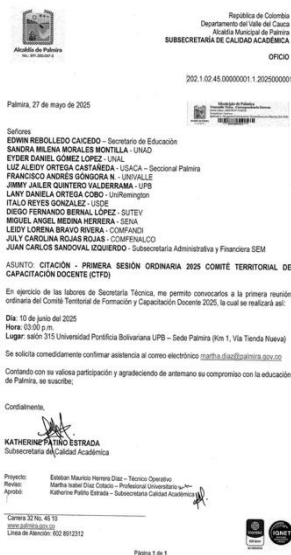 República de Colombia
Departamento del Valle del Cauca
Alcaldía Municipal de Palmira
SUBSECRETARÍA DE CALIDAD ACADÉMICA
Alcaldía de Palmira
OFICIO
202.1.02.45.00000001.1.2025000001
Palmira, 27 de mayo de 2025
Señores
EDWIN REBOLLEDO CAICEDO – Secretario de Educación
SANDRA MILENA MORALES MONTILLA - UNAD
EYDER DANIEL GÓMEZ LOPEZ - UNAL
LUZ ALEIDY ORTEGA CASTAÑEDA - USACA – Seccional Palmira
FRANCISCO ANDRÉS GÓNGORA N. - UNIVALLE
JIMMY JAILER QUINTERO VALDERRAMA - UPB
LANY DANIELA ORTEGA COBO - UniRemington
ITALO REYES GONZALEZ - USDE
DIEGO FERNANDO BERNAL LÓPEZ - SUTEV
MIGUEL ANGEL MEDINA HERRERA - SENA
LEIDY LORENA BRAVO RIVERA - COMFANDI
JULY CAROLINA ROJAS ROJAS - COMFENALCO
JUAN CARLOS SANDOVAL IZQUIERDO - Subsecretaria Administrativa y Financiera SEM
ASUNTO: CITACIÓN - PRIMERA SESIÓN ORDINARIA 2025 COMITÉ TERRITORIAL DE
CAPACITACIÓN DOCENTE (CTFD)
En ejercicio de las labores de Secretaría Técnica, me permito convocarlos a la primera reunión
ordinaria del Comité Territorial de Formación y Capacitación Docente 2025, la cual se realizará así:
Día: 10 de junio del 2025
Hora: 03:00 p.m.
Lugar: salón 315 Universidad Pontificia Bolivariana UPB – Sede Palmira (Km 1, Vía Tienda Nueva)
Se solicita comedidamente confirmar asistencia al correo electrónico martha.diaz@palmira.gov.co
Contando con su valiosa participación y agradeciendo de antemano su compromiso con la educación
de Palmira, se suscribe;
Cordialmente,
KATHERINE PATIÑO ESTRADA
Subsecretaria de Calidad Académica
Proyecto: Esteban Mauricio Herrera Díaz – Técnico Operativo
Reviso: Martha Isabel Díaz Cotacio – Profesional Universitario
Aprobó: Katherine Patiño Estrada – Subsecretaria Calidad Académica
Carrera 32 No. 45 10
www.palmira.gov.co
Línea de Atención: 602 8912312
IQNET
Página 1 de 1